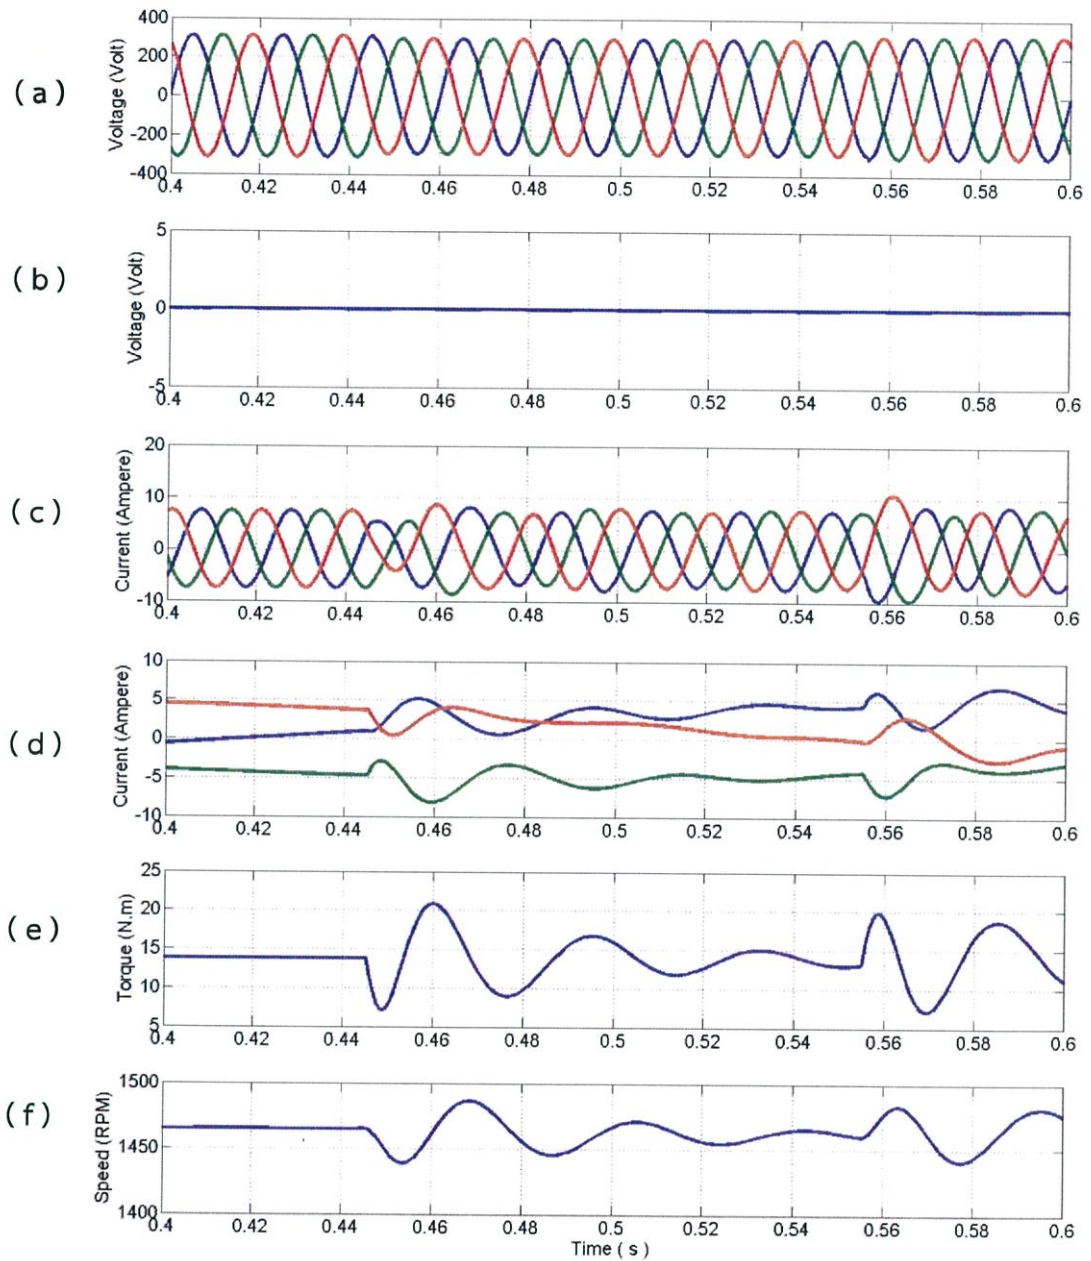 (a)
Voltage (Volt)
400
200
0
-200
-400
0.4 0.42 0.44 0.46 0.48 0.5 0.52 0.54 0.56 0.58 0.6
(b)
Voltage (Volt)
5
0
-5
0.4 0.42 0.44 0.46 0.48 0.5 0.52 0.54 0.56 0.58 0.6
(c)
Current (Ampere)
20
10
0
-10
0.4 0.42 0.44 0.46 0.48 0.5 0.52 0.54 0.56 0.58 0.6
(d)
Current (Ampere)
10
5
0
-5
-10
0.4 0.42 0.44 0.46 0.48 0.5 0.52 0.54 0.56 0.58 0.6
(e)
Torque (N.m)
25
20
15
10
5
0.4 0.42 0.44 0.46 0.48 0.5 0.52 0.54 0.56 0.58 0.6
(f)
Speed (RPM)
1500
1450
1400
0.4 0.42 0.44 0.46 0.48 0.5 0.52 0.54 0.56 0.58 0.6
Time ( s )